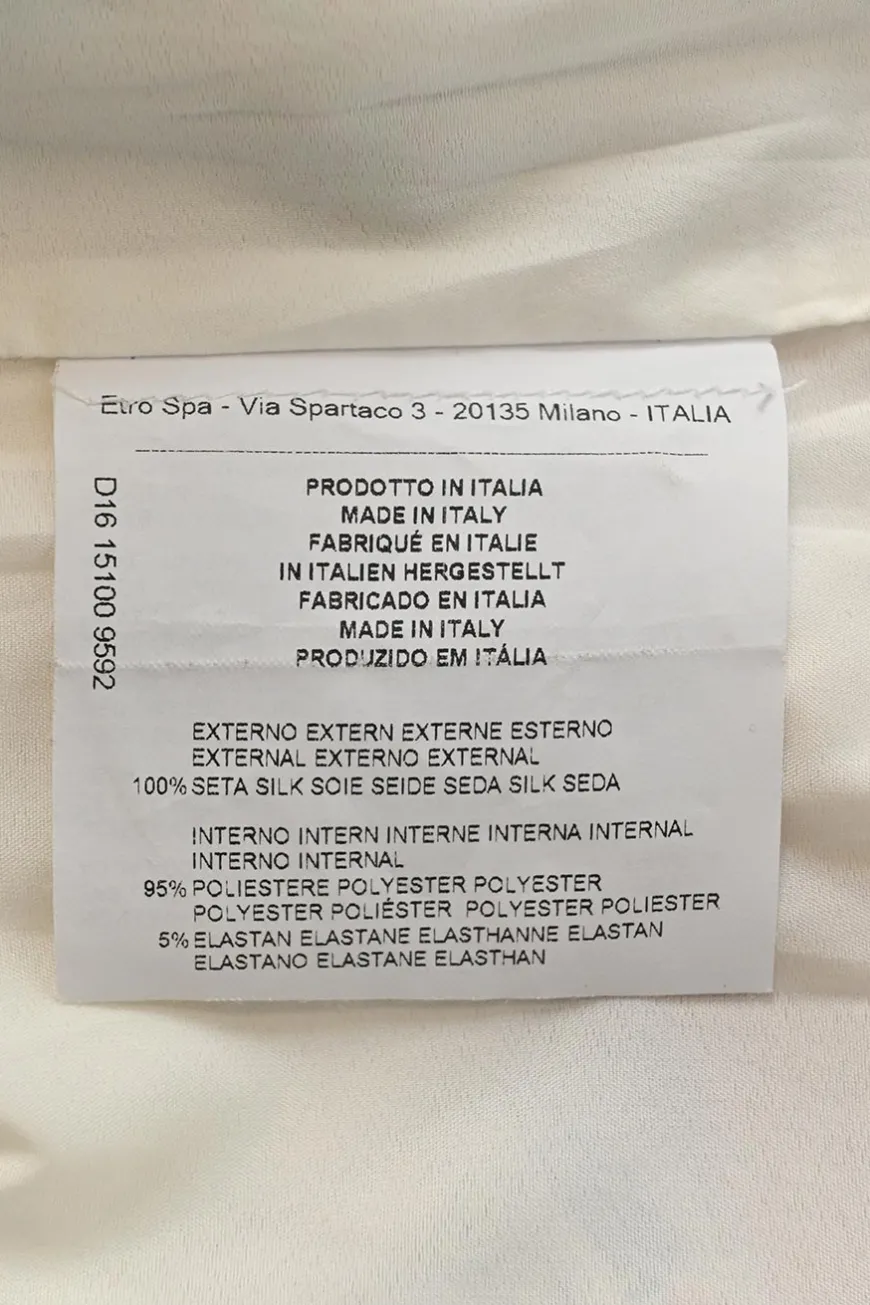 Etro Spa - Via Spartaco 3 - 20135 Milano - ITALIA
D16 15100 9592
PRODOTTO IN ITALIA
MADE IN ITALY
FABRIQUÉ EN ITALIE
IN ITALIEN HERGESTELLT
FABRICADO EN ITALIA
MADE IN ITALY
PRODUZIDO EM ITÁLIA
EXTERNO EXTERN EXTERNE ESTERNO
EXTERNAL EXTERNO EXTERNAL
100% SETA SILK SOIE SEIDE SEDA SILK SEDA
INTERNO INTERN INTERNE INTERNA INTERNAL
INTERNO INTERNAL
95% POLIESTERE POLYESTER POLYESTER
POLYESTER POLIÉSTER POLYESTER POLIESTER
5% ELASTAN ELASTANE ELASTHANNE ELASTAN
ELASTANO ELASTANE ELASTHAN